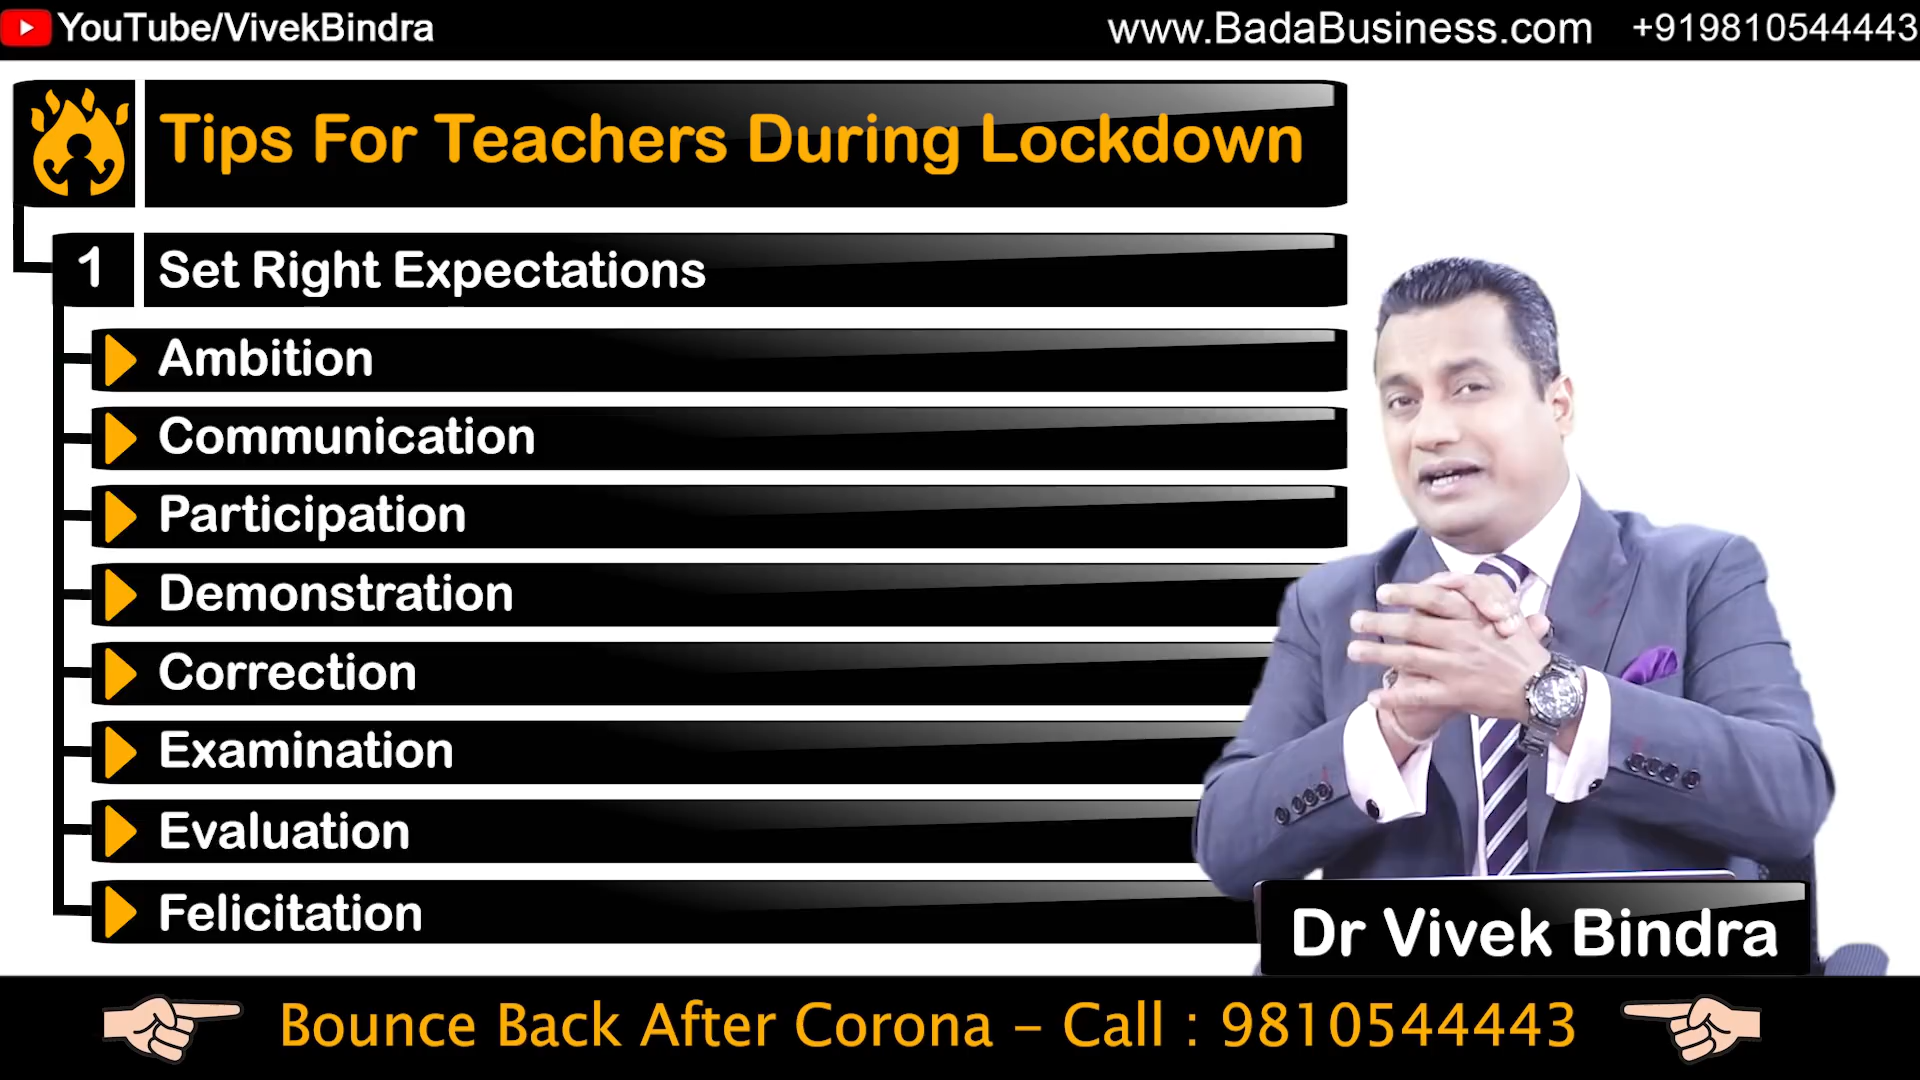 YouTube/VivekBindra
www.BadaBusiness.com +919810544443
Tips For Teachers During Lockdown
1 Set Right Expectations
Ambition
Communication
Participation
Demonstration
Correction
Examination
Evaluation
Felicitation
Dr Vivek Bindra
Bounce Back After Corona – Call : 9810544443